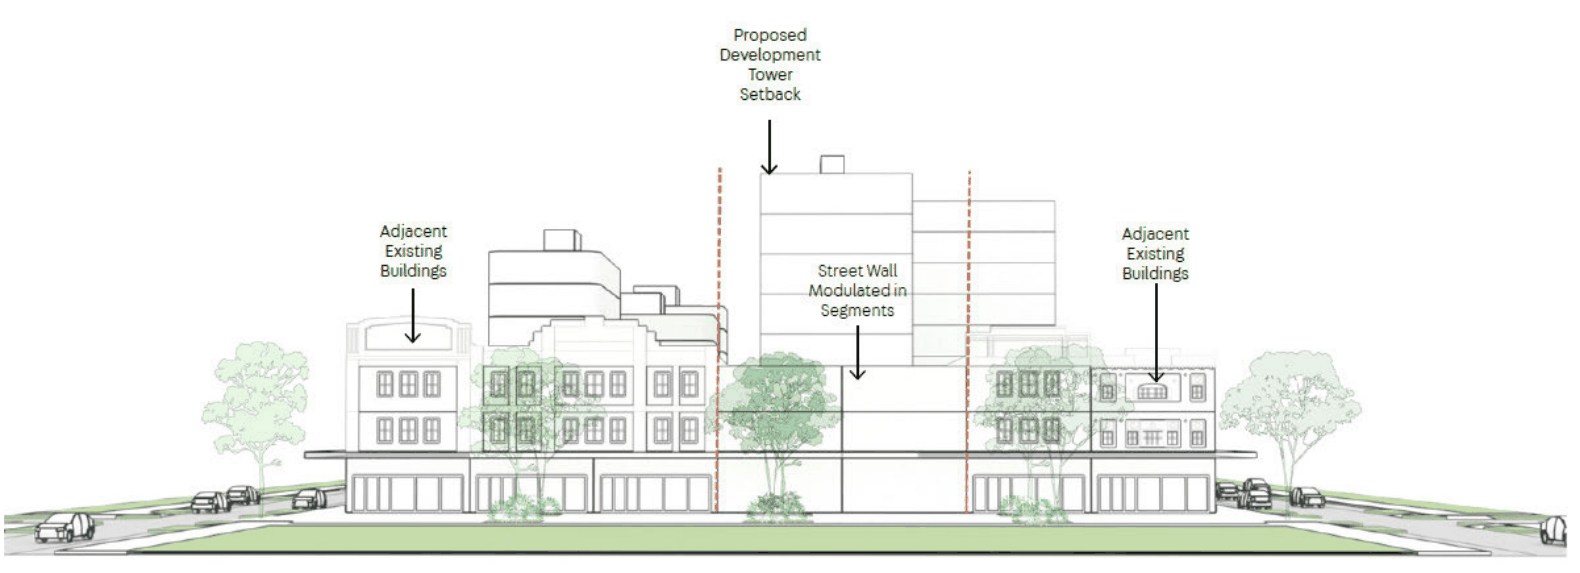 Proposed
Development
Tower
Setback
Adjacent
Existing
Buildings
Street Wall
Modulated in
Segments
Adjacent
Existing
Buildings